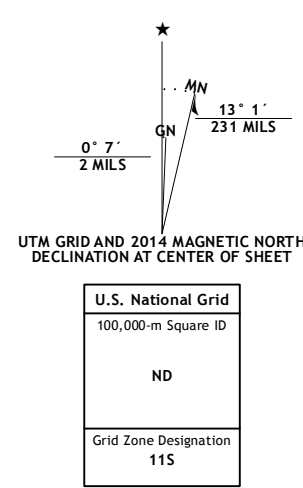 ★
MN
13° 1´
231 MILS
GN
0° 7´
2 MILS
UTM GRID AND 2014 MAGNETIC NORTH
DECLINATION AT CENTER OF SHEET
U.S. National Grid
100,000-m Square ID
ND
Grid Zone Designation
11S